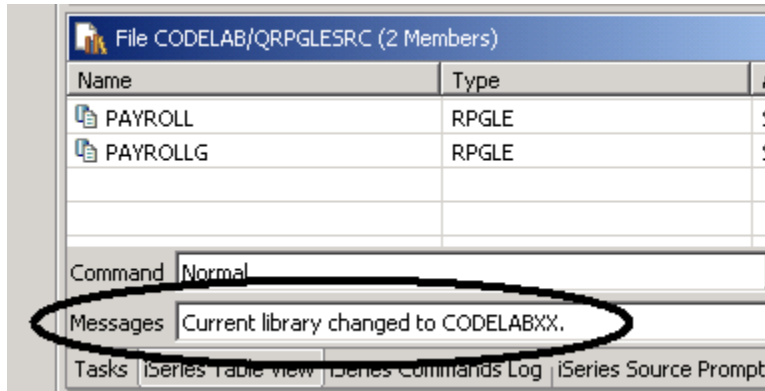 File CODELAB/QRPGLESRC (2 Members)
Name Type
PAYROLL RPGLE
PAYROLLG RPGLE
Command Normal
Messages Current library changed to CODELABXX.
Tasks iSeries Table View iSeries Commands Log iSeries Source Prompt